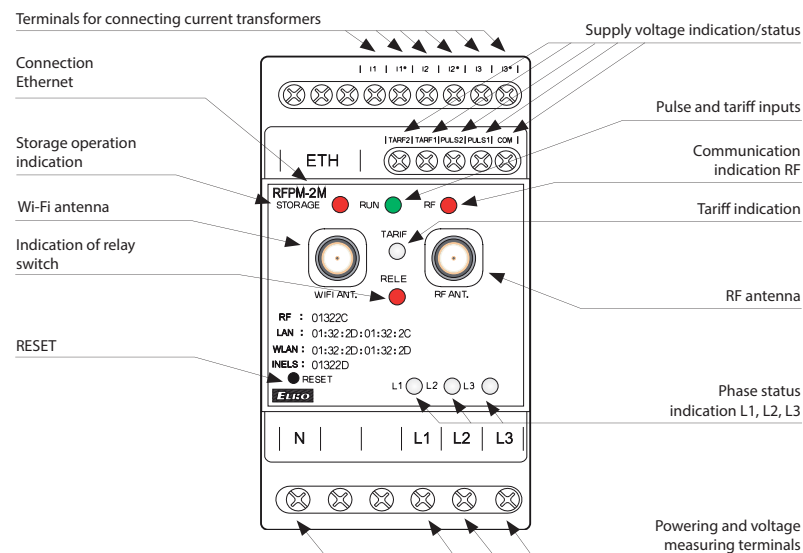 Terminals for connecting current transformers
Supply voltage indication/status
Connection
Ethernet
I1 I1* I2 I2* I3 I3*
Pulse and tariff inputs
TARF2 TARF1 PULS2 PULS1 COM
Storage operation
indication
ETH
Communication
indication RF
RFPM-2M
STORAGE RUN RF
Wi-Fi antenna
Tariff indication
TARIF
Indication of relay
switch
RELE
WIFI ANT. RF ANT.
RF antenna
RF : 01322C
LAN : 01:32:2D:01:32:2C
WLAN : 01:32:2D:01:32:2D
INELS : 01322D
RESET
RESET
L1 L2 L3
ELKO
Phase status
indication L1, L2, L3
N L1 L2 L3
Powering and voltage
measuring terminals